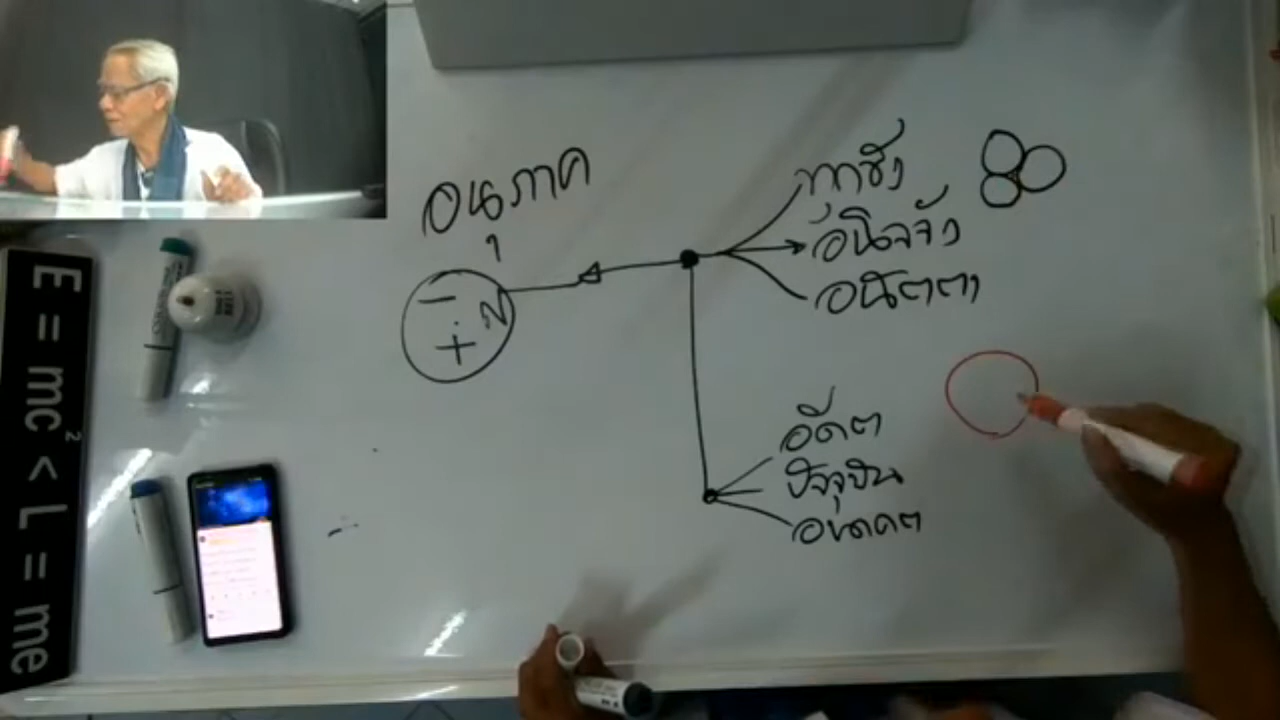 อนุภาค
ทุกขัง
อนิจจัง
อนัตตา
− N
+
อดีต
ปัจจุบัน
อนาคต
E = mc² < L = me